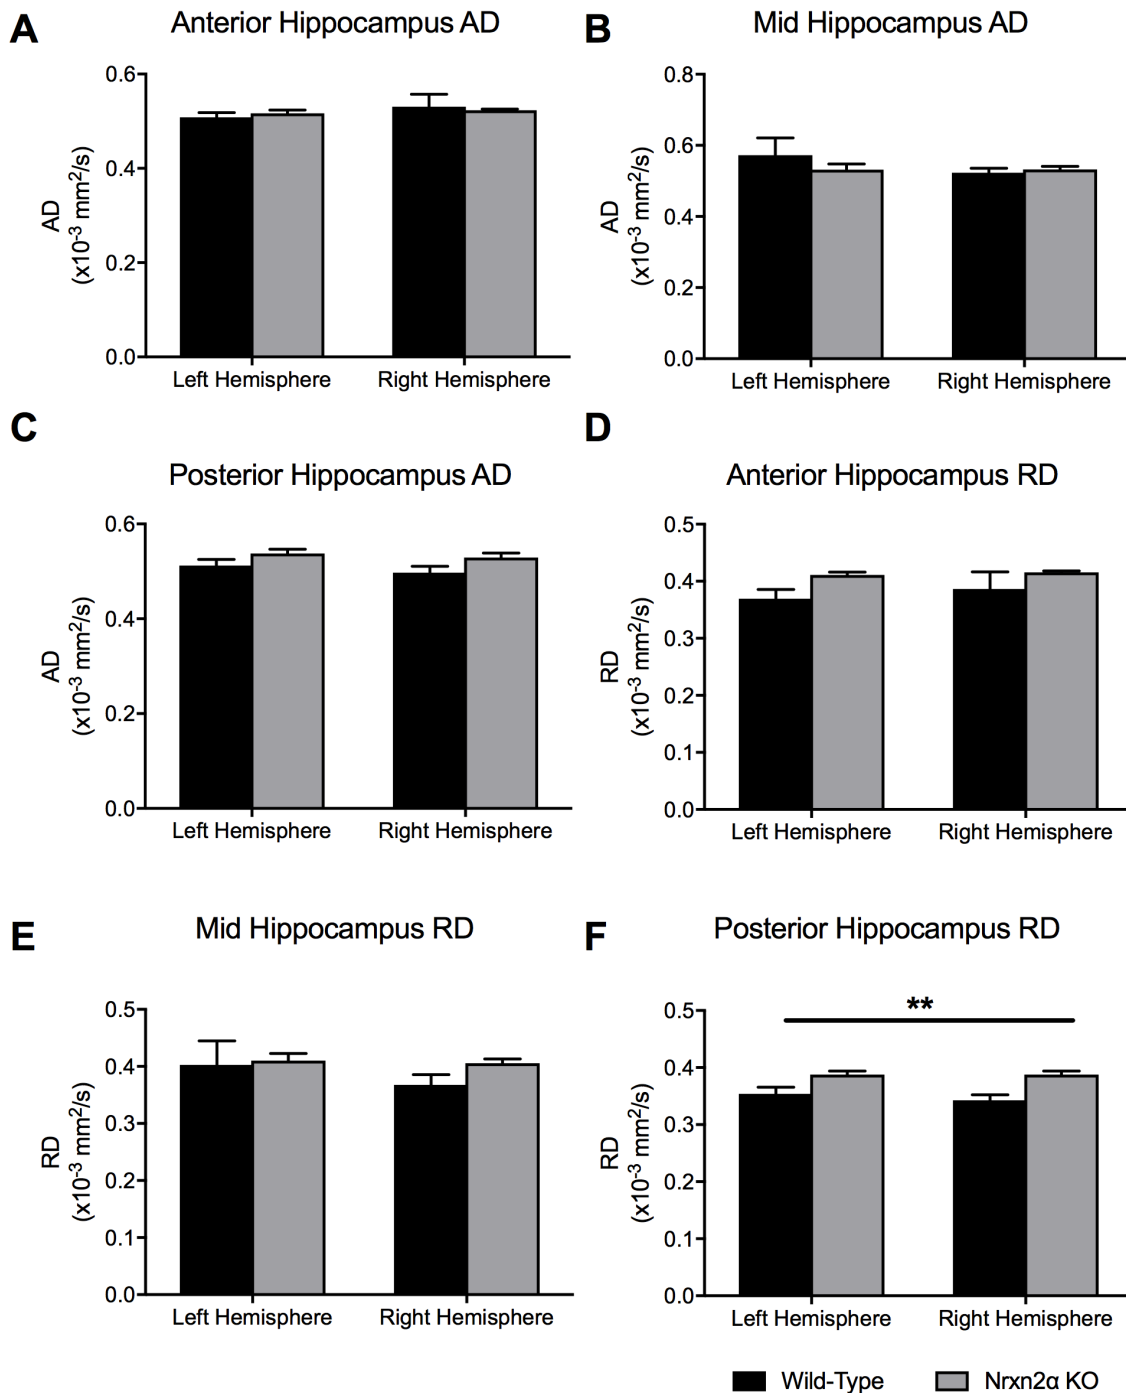 A
Anterior Hippocampus AD
0.6
0.4
0.2
0.0
AD
(x10⁻³ mm²/s)
Left Hemisphere
Right Hemisphere
B
Mid Hippocampus AD
0.8
0.6
0.4
0.2
0.0
AD
(x10⁻³ mm²/s)
Left Hemisphere
Right Hemisphere
C
Posterior Hippocampus AD
0.6
0.4
0.2
0.0
AD
(x10⁻³ mm²/s)
Left Hemisphere
Right Hemisphere
D
Anterior Hippocampus RD
0.5
0.4
0.3
0.2
0.1
0.0
RD
(x10⁻³ mm²/s)
Left Hemisphere
Right Hemisphere
E
Mid Hippocampus RD
0.5
0.4
0.3
0.2
0.1
0.0
RD
(x10⁻³ mm²/s)
Left Hemisphere
Right Hemisphere
F
Posterior Hippocampus RD
**
0.5
0.4
0.3
0.2
0.1
0.0
RD
(x10⁻³ mm²/s)
Left Hemisphere
Right Hemisphere
Wild-Type
Nrxn2α KO